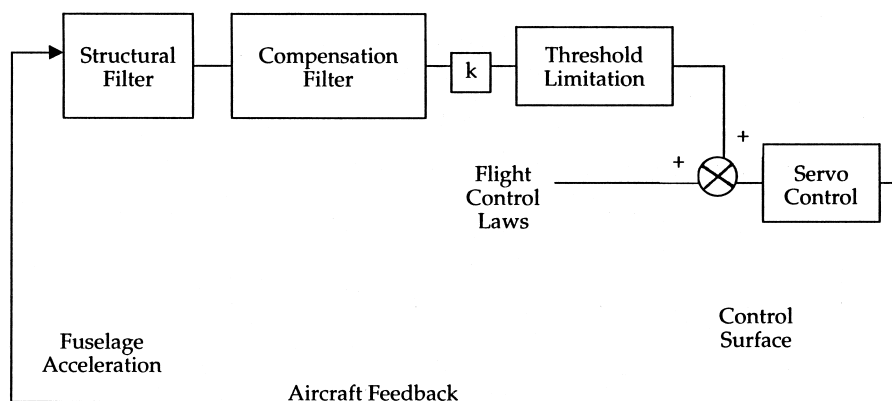 Structural
Filter
Compensation
Filter
k
Threshold
Limitation
+
+
Flight
Control
Laws
Servo
Control
Control
Surface
Fuselage
Acceleration
Aircraft Feedback